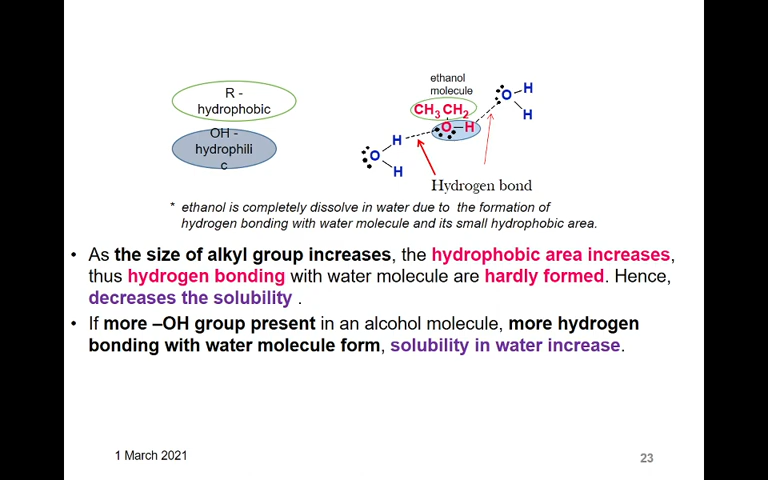 ethanol
molecule
R -
hydrophobic
OH -
hydrophili
c
CH3 CH2
O–H
O H
H
H
O
H
Hydrogen bond
* ethanol is completely dissolve in water due to the formation of
hydrogen bonding with water molecule and its small hydrophobic area.
• As the size of alkyl group increases, the hydrophobic area increases,
thus hydrogen bonding with water molecule are hardly formed. Hence,
decreases the solubility .
• If more –OH group present in an alcohol molecule, more hydrogen
bonding with water molecule form, solubility in water increase.
1 March 2021
23